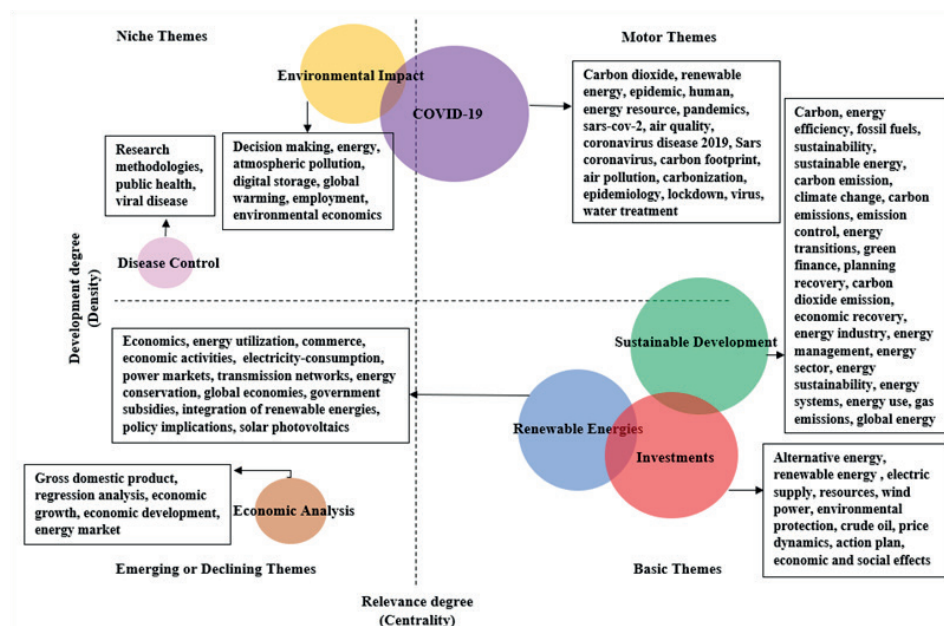 Niche Themes
Motor Themes
Environmental Impact
COVID-19
Carbon dioxide, renewable
energy, epidemic, human,
energy resource, pandemics,
sars-cov-2, air quality,
coronavirus disease 2019, Sars
coronavirus, carbon footprint,
air pollution, carbonization,
epidemiology, lockdown, virus,
water treatment
Carbon, energy
efficiency, fossil fuels,
sustainability,
sustainable energy,
carbon emission,
climate change, carbon
emissions, emission
control, energy
transitions, green
finance, planning
recovery, carbon
dioxide emission,
economic recovery,
energy industry, energy
management, energy
sector, energy
sustainability, energy
systems, energy use, gas
emissions, global energy
Research
methodologies,
public health,
viral disease
Decision making, energy,
atmospheric pollution,
digital storage, global
warming, employment,
environmental economics
Disease Control
Development degree
(Density)
Economics, energy utilization, commerce,
economic activities, electricity-consumption,
power markets, transmission networks, energy
conservation, global economies, government
subsidies, integration of renewable energies,
policy implications, solar photovoltaics
Sustainable Development
Renewable Energies
Investments
Gross domestic product,
regression analysis, economic
growth, economic development,
energy market
Economic Analysis
Alternative energy,
renewable energy , electric
supply, resources, wind
power, environmental
protection, crude oil, price
dynamics, action plan,
economic and social effects
Emerging or Declining Themes
Basic Themes
Relevance degree
(Centrality)